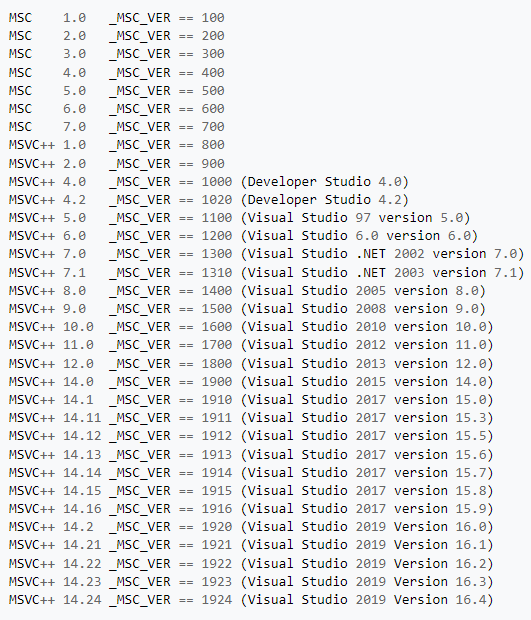 MSC    1.0   _MSC_VER == 100
MSC    2.0   _MSC_VER == 200
MSC    3.0   _MSC_VER == 300
MSC    4.0   _MSC_VER == 400
MSC    5.0   _MSC_VER == 500
MSC    6.0   _MSC_VER == 600
MSC    7.0   _MSC_VER == 700
MSVC++ 1.0   _MSC_VER == 800
MSVC++ 2.0   _MSC_VER == 900
MSVC++ 4.0   _MSC_VER == 1000 (Developer Studio 4.0)
MSVC++ 4.2   _MSC_VER == 1020 (Developer Studio 4.2)
MSVC++ 5.0   _MSC_VER == 1100 (Visual Studio 97 version 5.0)
MSVC++ 6.0   _MSC_VER == 1200 (Visual Studio 6.0 version 6.0)
MSVC++ 7.0   _MSC_VER == 1300 (Visual Studio .NET 2002 version 7.0)
MSVC++ 7.1   _MSC_VER == 1310 (Visual Studio .NET 2003 version 7.1)
MSVC++ 8.0   _MSC_VER == 1400 (Visual Studio 2005 version 8.0)
MSVC++ 9.0   _MSC_VER == 1500 (Visual Studio 2008 version 9.0)
MSVC++ 10.0  _MSC_VER == 1600 (Visual Studio 2010 version 10.0)
MSVC++ 11.0  _MSC_VER == 1700 (Visual Studio 2012 version 11.0)
MSVC++ 12.0  _MSC_VER == 1800 (Visual Studio 2013 version 12.0)
MSVC++ 14.0  _MSC_VER == 1900 (Visual Studio 2015 version 14.0)
MSVC++ 14.1  _MSC_VER == 1910 (Visual Studio 2017 version 15.0)
MSVC++ 14.11 _MSC_VER == 1911 (Visual Studio 2017 version 15.3)
MSVC++ 14.12 _MSC_VER == 1912 (Visual Studio 2017 version 15.5)
MSVC++ 14.13 _MSC_VER == 1913 (Visual Studio 2017 version 15.6)
MSVC++ 14.14 _MSC_VER == 1914 (Visual Studio 2017 version 15.7)
MSVC++ 14.15 _MSC_VER == 1915 (Visual Studio 2017 version 15.8)
MSVC++ 14.16 _MSC_VER == 1916 (Visual Studio 2017 version 15.9)
MSVC++ 14.2  _MSC_VER == 1920 (Visual Studio 2019 Version 16.0)
MSVC++ 14.21 _MSC_VER == 1921 (Visual Studio 2019 Version 16.1)
MSVC++ 14.22 _MSC_VER == 1922 (Visual Studio 2019 Version 16.2)
MSVC++ 14.23 _MSC_VER == 1923 (Visual Studio 2019 Version 16.3)
MSVC++ 14.24 _MSC_VER == 1924 (Visual Studio 2019 Version 16.4)